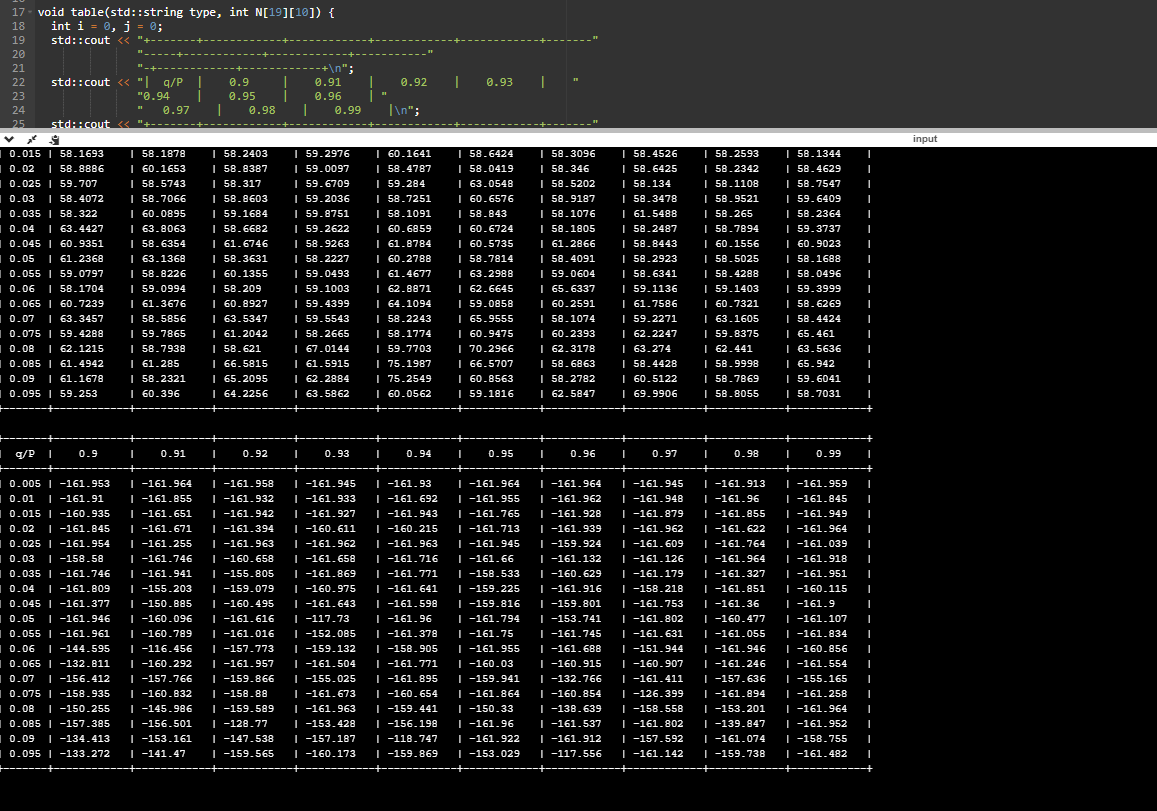 17 void table(std::string type, int N[19][10]) {
18 int i = 0, j = 0;
19 std::cout << "+-------+------------+------------+------------+------------+-------"
20 "-----+------------+------------+-----------"
21 "-+------------+------------+\n";
22 std::cout << "| q/P | 0.9 | 0.91 | 0.92 | 0.93 | "
23 "0.94 | 0.95 | 0.96 | "
24 " 0.97 | 0.98 | 0.99 |\n";
25 std::cout << "+-------+------------+------------+------------+------------+-------"
input
| 0.015 | 58.1693 | 58.1878 | 58.2403 | 59.2976 | 60.1641 | 58.6424 | 58.3096 | 58.4526 | 58.2593 | 58.1344 |
| 0.02 | 58.8886 | 60.1653 | 58.8387 | 59.0097 | 58.4787 | 58.0419 | 58.346 | 58.6425 | 58.2342 | 58.4629 |
| 0.025 | 59.707 | 58.5743 | 58.317 | 59.6709 | 59.284 | 63.0548 | 58.5202 | 58.134 | 58.1108 | 58.7547 |
| 0.03 | 58.4072 | 58.7066 | 58.8603 | 59.2036 | 58.7251 | 60.6576 | 58.9187 | 58.3478 | 58.9521 | 59.6409 |
| 0.035 | 58.322 | 60.0895 | 59.1684 | 59.8751 | 58.1091 | 58.843 | 58.1076 | 61.5488 | 58.265 | 58.2364 |
| 0.04 | 63.4427 | 63.8063 | 58.6682 | 59.2622 | 60.6859 | 60.6724 | 58.1805 | 58.2487 | 58.7894 | 59.3737 |
| 0.045 | 60.9351 | 58.6354 | 61.6746 | 58.9263 | 61.8784 | 60.5735 | 61.2866 | 58.8443 | 60.1556 | 60.9023 |
| 0.05 | 61.2368 | 63.1368 | 58.3631 | 58.2227 | 60.2788 | 58.7814 | 58.4091 | 58.2923 | 58.5025 | 58.1688 |
| 0.055 | 59.0797 | 58.8226 | 60.1355 | 59.0493 | 61.4677 | 63.2988 | 59.0604 | 58.6341 | 58.4288 | 58.0496 |
| 0.06 | 58.1704 | 59.0994 | 58.209 | 59.1003 | 62.8871 | 62.6645 | 65.6337 | 59.1136 | 59.1403 | 59.3999 |
| 0.065 | 60.7239 | 61.3676 | 60.8927 | 59.4399 | 64.1094 | 59.0858 | 60.2591 | 61.7586 | 60.7321 | 58.6269 |
| 0.07 | 63.3457 | 58.5856 | 63.5347 | 59.5543 | 58.2243 | 65.9555 | 58.1074 | 59.2271 | 63.1605 | 58.4424 |
| 0.075 | 59.4288 | 59.7865 | 61.2042 | 58.2665 | 58.1774 | 60.9475 | 60.2393 | 62.2247 | 59.8375 | 65.461 |
| 0.08 | 62.1215 | 58.7938 | 58.621 | 67.0144 | 59.7703 | 70.2966 | 62.3178 | 63.274 | 62.441 | 63.5636 |
| 0.085 | 61.4942 | 61.285 | 66.5815 | 61.5915 | 75.1987 | 66.5707 | 58.6863 | 58.4428 | 58.9998 | 65.942 |
| 0.09 | 61.1678 | 58.2321 | 65.2095 | 62.2884 | 75.2549 | 60.8563 | 58.2782 | 60.5122 | 58.7869 | 59.6041 |
| 0.095 | 59.253 | 60.396 | 64.2256 | 63.5862 | 60.0562 | 59.1816 | 62.5847 | 69.9906 | 58.8055 | 58.7031 |
+-------+------------+------------+------------+------------+------------+------------+------------+------------+------------+------------+
+-------+------------+------------+------------+------------+------------+------------+------------+------------+------------+------------+
| q/P | 0.9 | 0.91 | 0.92 | 0.93 | 0.94 | 0.95 | 0.96 | 0.97 | 0.98 | 0.99 |
+-------+------------+------------+------------+------------+------------+------------+------------+------------+------------+------------+
| 0.005 | -161.953 | -161.964 | -161.958 | -161.945 | -161.93 | -161.964 | -161.964 | -161.945 | -161.913 | -161.959 |
| 0.01 | -161.91 | -161.855 | -161.932 | -161.933 | -161.692 | -161.955 | -161.962 | -161.948 | -161.96 | -161.845 |
| 0.015 | -160.935 | -161.651 | -161.942 | -161.927 | -161.943 | -161.765 | -161.928 | -161.879 | -161.855 | -161.949 |
| 0.02 | -161.845 | -161.671 | -161.394 | -160.611 | -160.215 | -161.713 | -161.939 | -161.962 | -161.622 | -161.964 |
| 0.025 | -161.954 | -161.255 | -161.963 | -161.962 | -161.963 | -161.945 | -159.924 | -161.609 | -161.764 | -161.039 |
| 0.03 | -158.58 | -161.746 | -160.658 | -161.658 | -161.716 | -161.66 | -161.132 | -161.126 | -161.964 | -161.918 |
| 0.035 | -161.746 | -161.941 | -155.805 | -161.869 | -161.771 | -158.533 | -160.629 | -161.179 | -161.327 | -161.951 |
| 0.04 | -161.809 | -155.203 | -159.079 | -160.975 | -161.641 | -159.225 | -161.916 | -158.218 | -161.851 | -160.115 |
| 0.045 | -161.377 | -150.885 | -160.495 | -161.643 | -161.598 | -159.816 | -159.801 | -161.753 | -161.36 | -161.9 |
| 0.05 | -161.946 | -160.096 | -161.616 | -117.73 | -161.96 | -161.794 | -153.741 | -161.802 | -160.477 | -161.107 |
| 0.055 | -161.961 | -160.789 | -161.016 | -152.085 | -161.378 | -161.75 | -161.745 | -161.631 | -161.055 | -161.834 |
| 0.06 | -144.595 | -116.456 | -157.773 | -159.132 | -158.905 | -161.955 | -161.688 | -151.944 | -161.946 | -160.856 |
| 0.065 | -132.811 | -160.292 | -161.957 | -161.504 | -161.771 | -160.03 | -160.915 | -160.907 | -161.246 | -161.554 |
| 0.07 | -156.412 | -157.766 | -159.866 | -155.025 | -161.895 | -159.941 | -132.766 | -161.411 | -157.636 | -155.165 |
| 0.075 | -158.935 | -160.832 | -158.88 | -161.673 | -160.654 | -161.864 | -160.854 | -126.399 | -161.894 | -161.258 |
| 0.08 | -150.255 | -145.986 | -159.589 | -161.963 | -159.441 | -150.33 | -138.639 | -158.558 | -153.201 | -161.964 |
| 0.085 | -157.385 | -156.501 | -128.77 | -153.428 | -156.198 | -161.96 | -161.537 | -161.802 | -139.847 | -161.952 |
| 0.09 | -134.413 | -153.161 | -147.538 | -157.187 | -118.747 | -161.922 | -161.912 | -157.592 | -161.074 | -158.755 |
| 0.095 | -133.272 | -141.47 | -159.565 | -160.173 | -159.869 | -153.029 | -117.556 | -161.142 | -159.738 | -161.482 |
+-------+------------+------------+------------+------------+------------+------------+------------+------------+------------+------------+